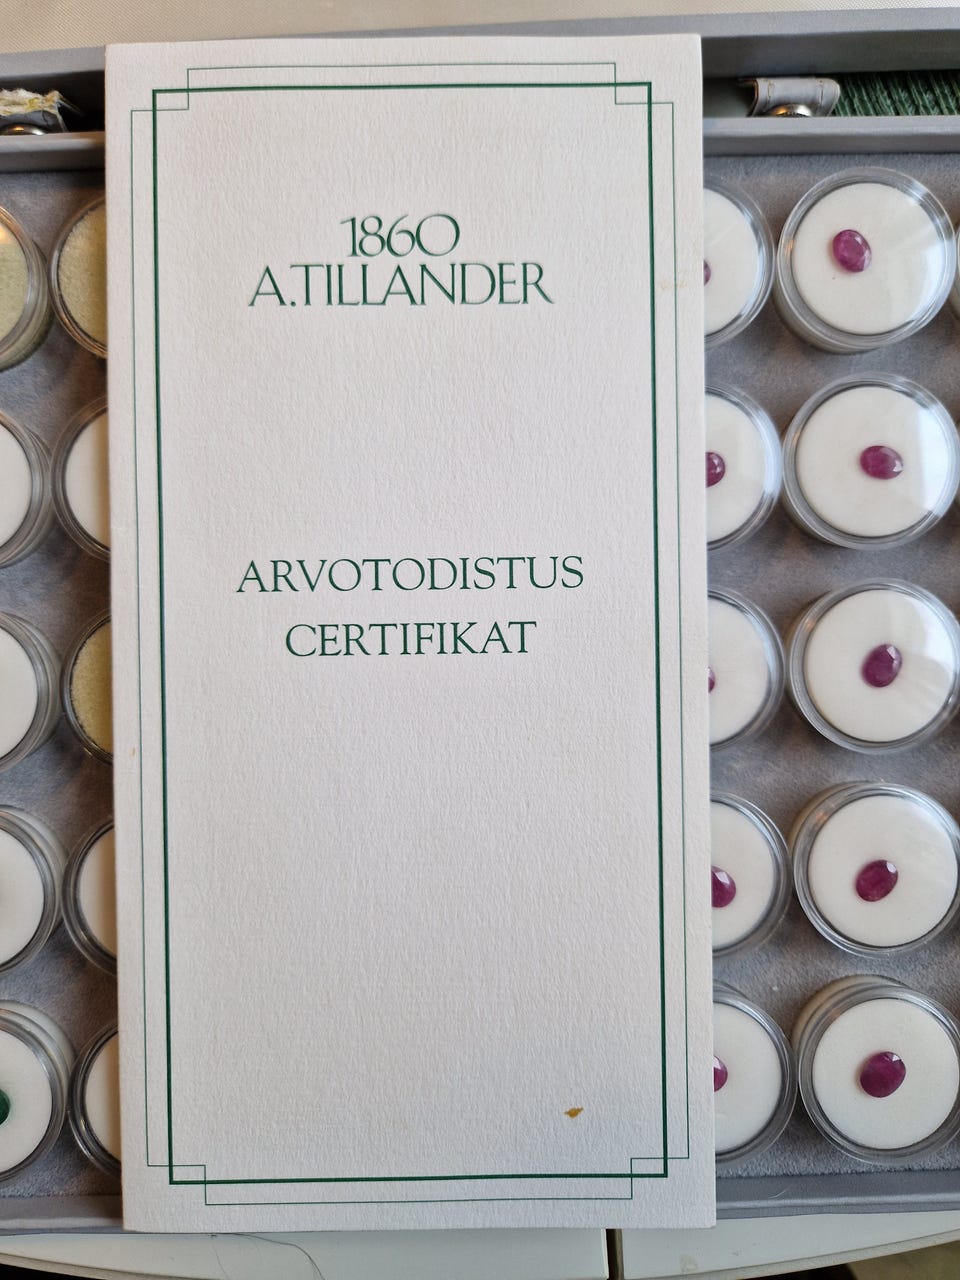 1860
A.TILLANDER
ARVOTODISTUS
CERTIFIKAT